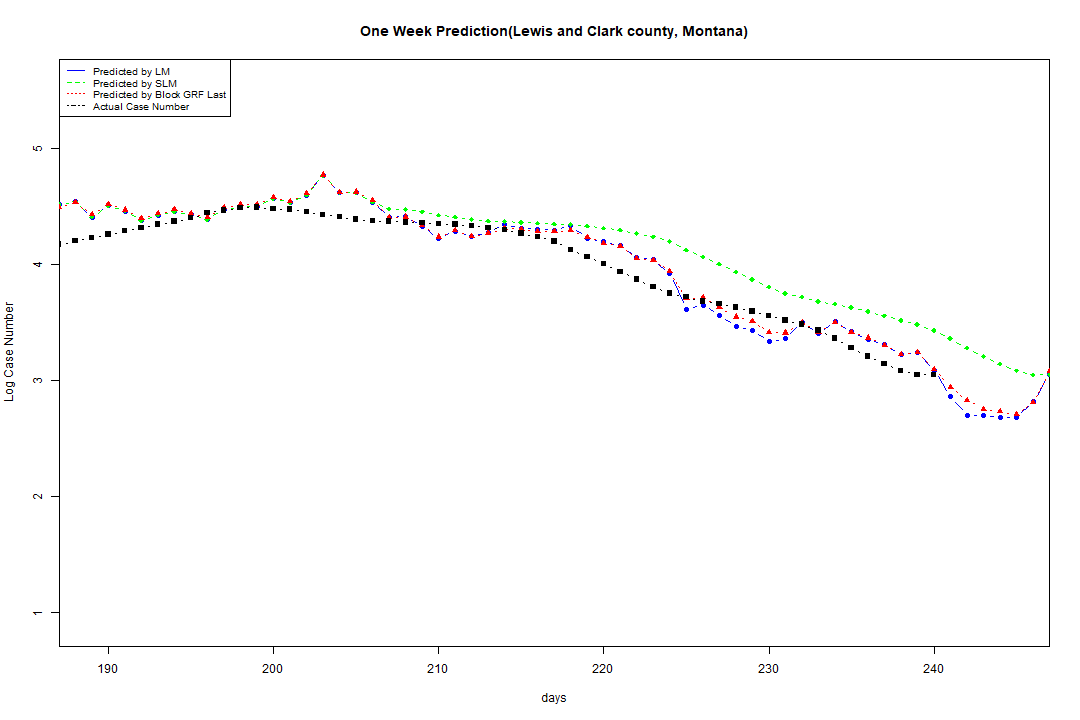 One Week Prediction(Lewis and Clark county, Montana)
Predicted by LM
Predicted by SLM
Predicted by Block GRF Last
Actual Case Number
Log Case Number
5
4
3
2
1
190 200 210 220 230 240
days